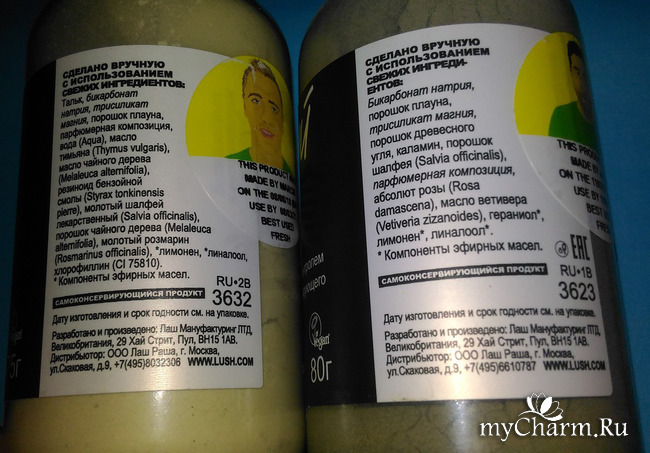 СДЕЛАНО ВРУЧНУЮ
С ИСПОЛЬЗОВАНИЕМ
СВЕЖИХ ИНГРЕДИЕНТОВ:
Тальк, бикарбонат
натрия, трисиликат
магния, порошок плауна,
парфюмерная композиция,
вода (Aqua), масло
тимьяна (Thymus vulgaris),
масло чайного дерева
(Melaleuca alternifolia),
резиноид бензойной
смолы (Styrax tonkinensis
pierre), молотый шалфей
лекарственный (Salvia officinalis),
порошок чайного дерева (Melaleuca
alternifolia), молотый розмарин
(Rosmarinus officinalis), *лимонен, *линалоол,
хлорофиллин (CI 75810).
* Компоненты эфирных масел.
RU•2B
САМОКОНСЕРВИРУЮЩИЙСЯ ПРОДУКТ
3632
Дату изготовления и срок годности см. на упаковке.
Разработано и произведено: Лаш Мануфактуринг ЛТД,
Великобритания, 29 Хай Стрит, Пул, BH15 1AB.
Дистрибьютор: ООО Лаш Раша, г. Москва,
ул.Скаковая, д.9, +7(495)8032306 WWW.LUSH.COM
THIS PRODUCT
MADE BY
ON THE
USE BY
BEST USED
FRESH
5г
Й
СДЕЛАНО ВРУЧНУЮ
С ИСПОЛЬЗОВАНИЕМ
СВЕЖИХ ИНГРЕДИ-
ЕНТОВ:
Бикарбонат натрия,
порошок плауна,
трисиликат магния,
порошок древесного
угля, каламин, порошок
шалфея (Salvia officinalis),
парфюмерная композиция,
абсолют розы (Rosa
damascena), масло ветивера
(Vetiveria zizanoides), гераниол*,
лимонен*, линалоол*.
* Компоненты эфирных масел.
EAC
RU•1B
САМОКОНСЕРВИРУЮЩИЙСЯ ПРОДУКТ
3623
Дату изготовления и срок годности см. на упаковке.
Разработано и произведено: Лаш Мануфактуринг ЛТД,
Великобритания, 29 Хай Стрит, Пул, BH15 1AB.
Дистрибьютор: ООО Лаш Раша, г. Москва,
ул.Скаковая, д.9, +7(495)6610787 WWW.LUSH.COM
THIS PRODUCT
MADE BY
ON THE
USE BY
BEST USED
FRESH
Vegan
80г
myCharm.Ru